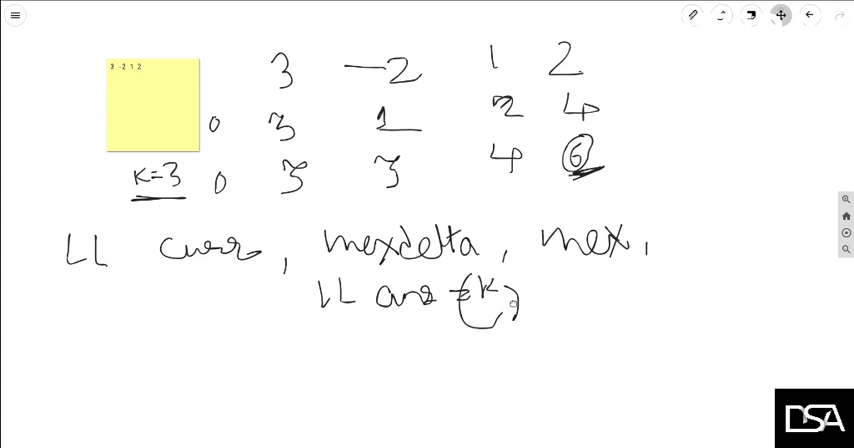 3 -2 1 2
3 -2 1 2
0 3 1 2 4
K=3 0 3 3 4 6
LL curr, maxdelta, max,
LL ans = K;
DSA